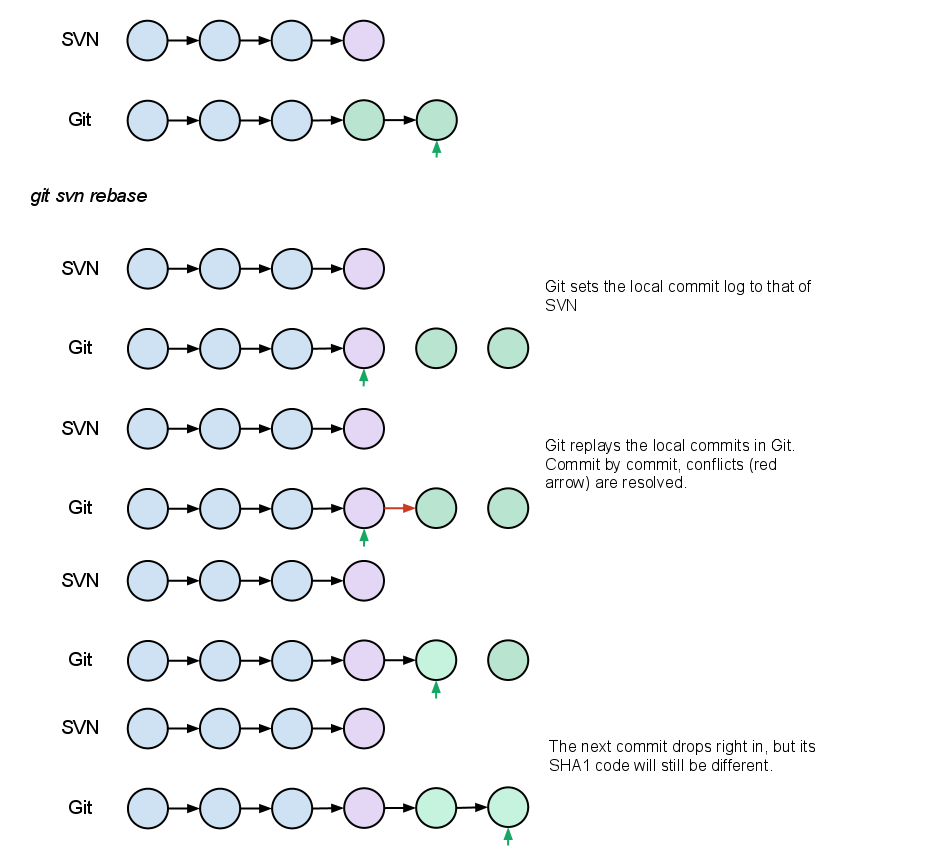 SVN
Git
git svn rebase
SVN
Git sets the local commit log to that of
SVN
Git
SVN
Git replays the local commits in Git.
Commit by commit, conflicts (red
arrow) are resolved.
Git
SVN
Git
SVN
The next commit drops right in, but its
SHA1 code will still be different.
Git